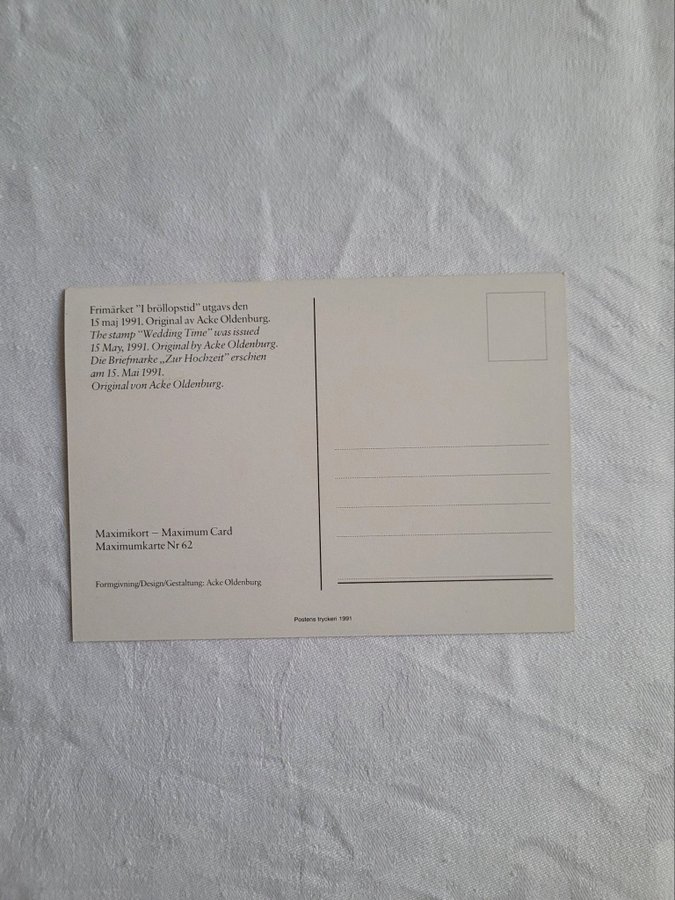 Frimärket "I bröllopstid" utgavs den
15 maj 1991. Original av Acke Oldenburg.
The stamp "Wedding Time" was issued
15 May, 1991. Original by Acke Oldenburg.
Die Briefmarke „Zur Hochzeit" erschien
am 15. Mai 1991.
Original von Acke Oldenburg.
Maximikort – Maximum Card
Maximumkarte Nr 62
Formgivning/Design/Gestaltung: Acke Oldenburg
Postens trycken 1991